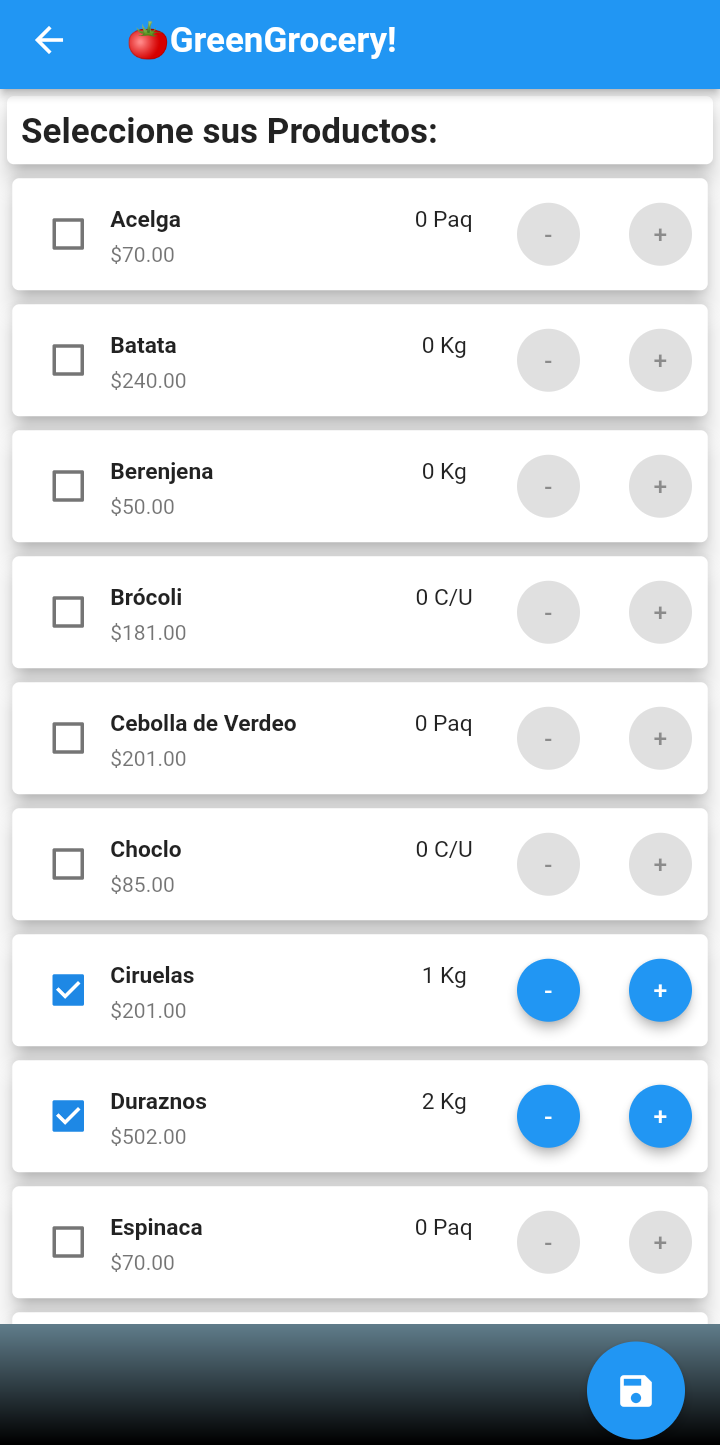 GreenGrocery!
Seleccione sus Productos:
Acelga 0 Paq - +
$70.00
Batata 0 Kg - +
$240.00
Berenjena 0 Kg - +
$50.00
Brócoli 0 C/U - +
$181.00
Cebolla de Verdeo 0 Paq - +
$201.00
Choclo 0 C/U - +
$85.00
Ciruelas 1 Kg - +
$201.00
Duraznos 2 Kg - +
$502.00
Espinaca 0 Paq - +
$70.00